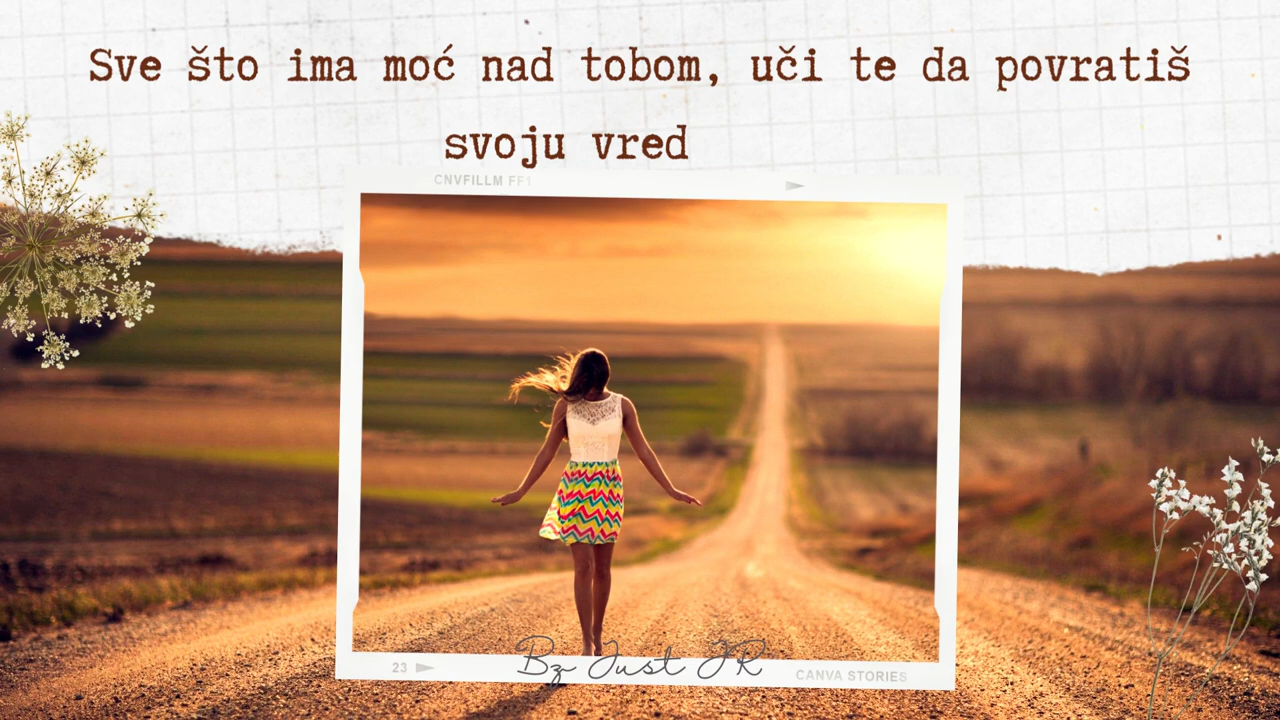 Sve što ima moć nad tobom, uči te da povratiš
svoju vred
CNVFILLM FF1
Bz Just JR
23
CANVA STORIES